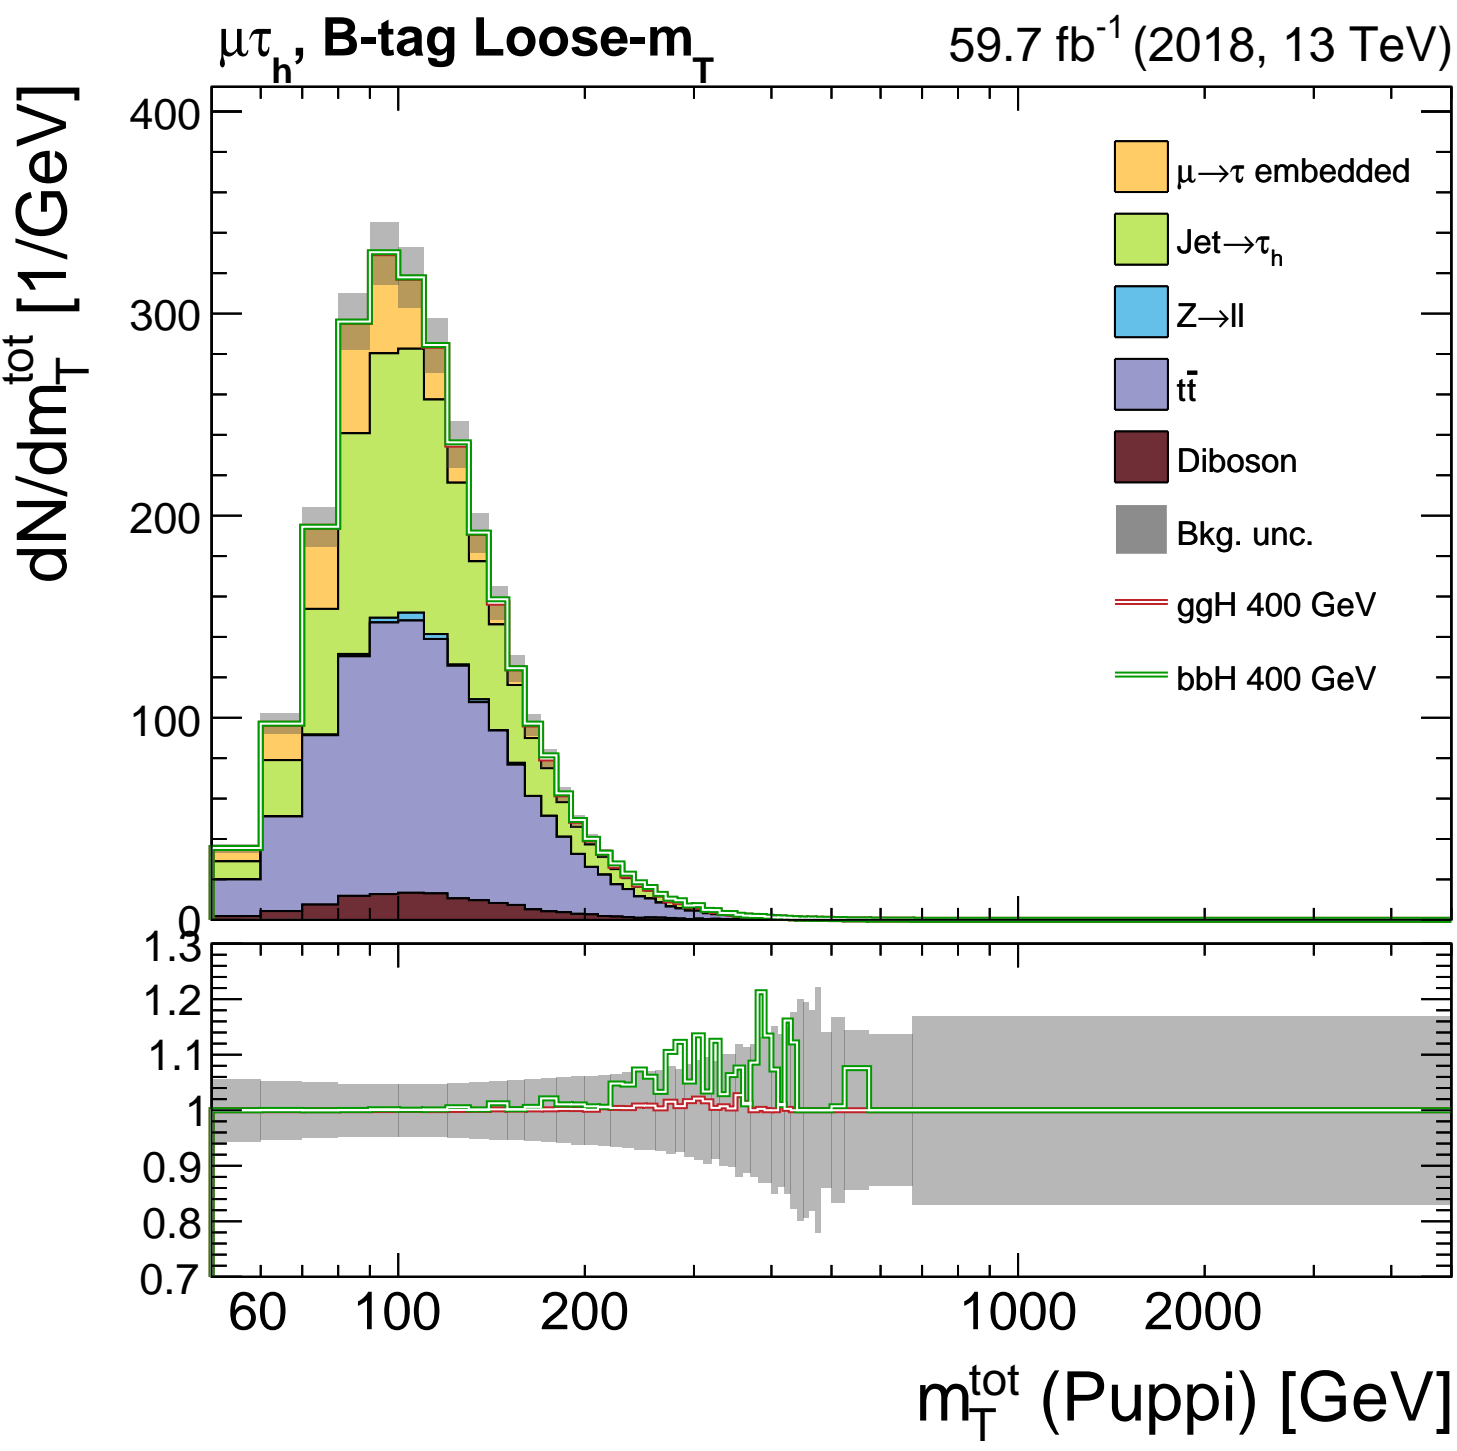 μτh, B-tag Loose-mT
59.7 fb-1 (2018, 13 TeV)
dN/dmTtot [1/GeV]
400
300
200
100
0
μ→τ embedded
Jet→τh
Z→ll
tt̄
Diboson
Bkg. unc.
ggH 400 GeV
bbH 400 GeV
1.3
1.2
1.1
1
0.9
0.8
0.7
60 100 200 1000 2000
mTtot (Puppi) [GeV]